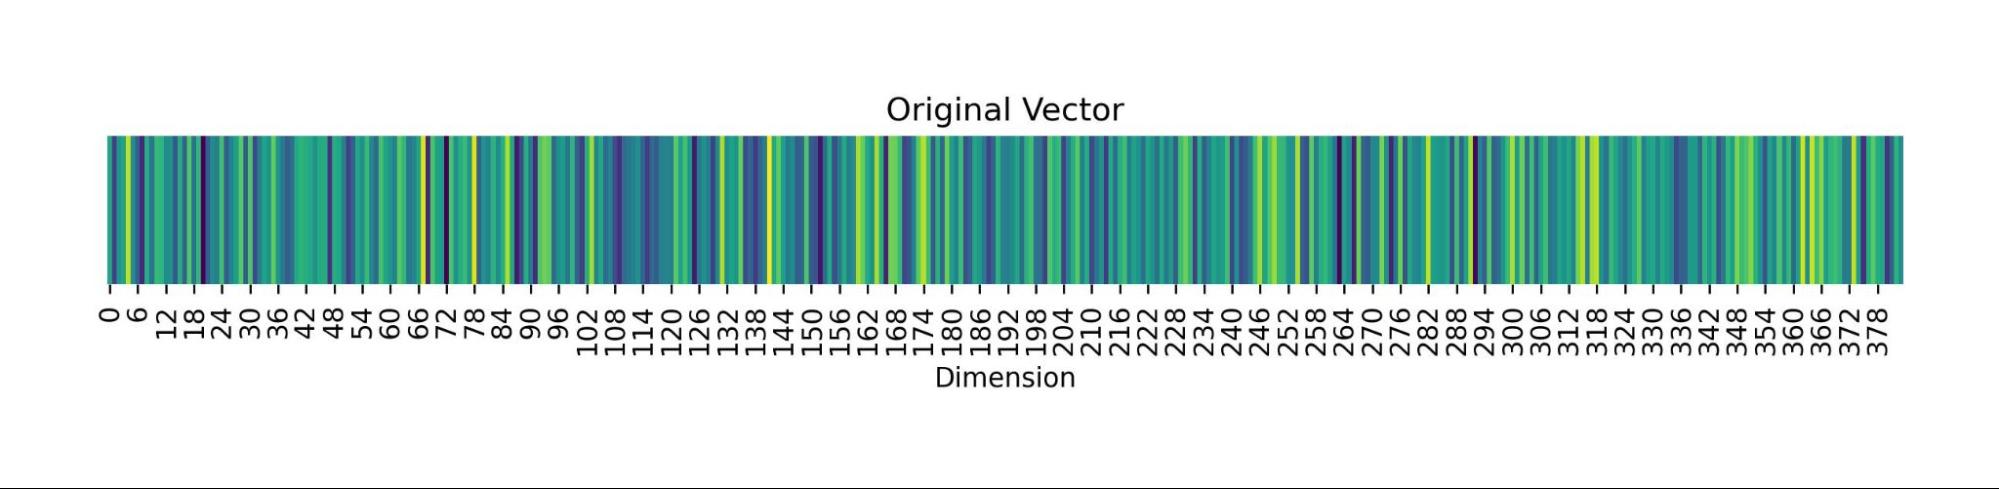 Original Vector
0 6 12 18 24 30 36 42 48 54 60 66 72 78 84 90 96 102 108 114 120 126 132 138 144 150 156 162 168 174 180 186 192 198 204 210 216 222 228 234 240 246 252 258 264 270 276 282 288 294 300 306 312 318 324 330 336 342 348 354 360 366 372 378
Dimension